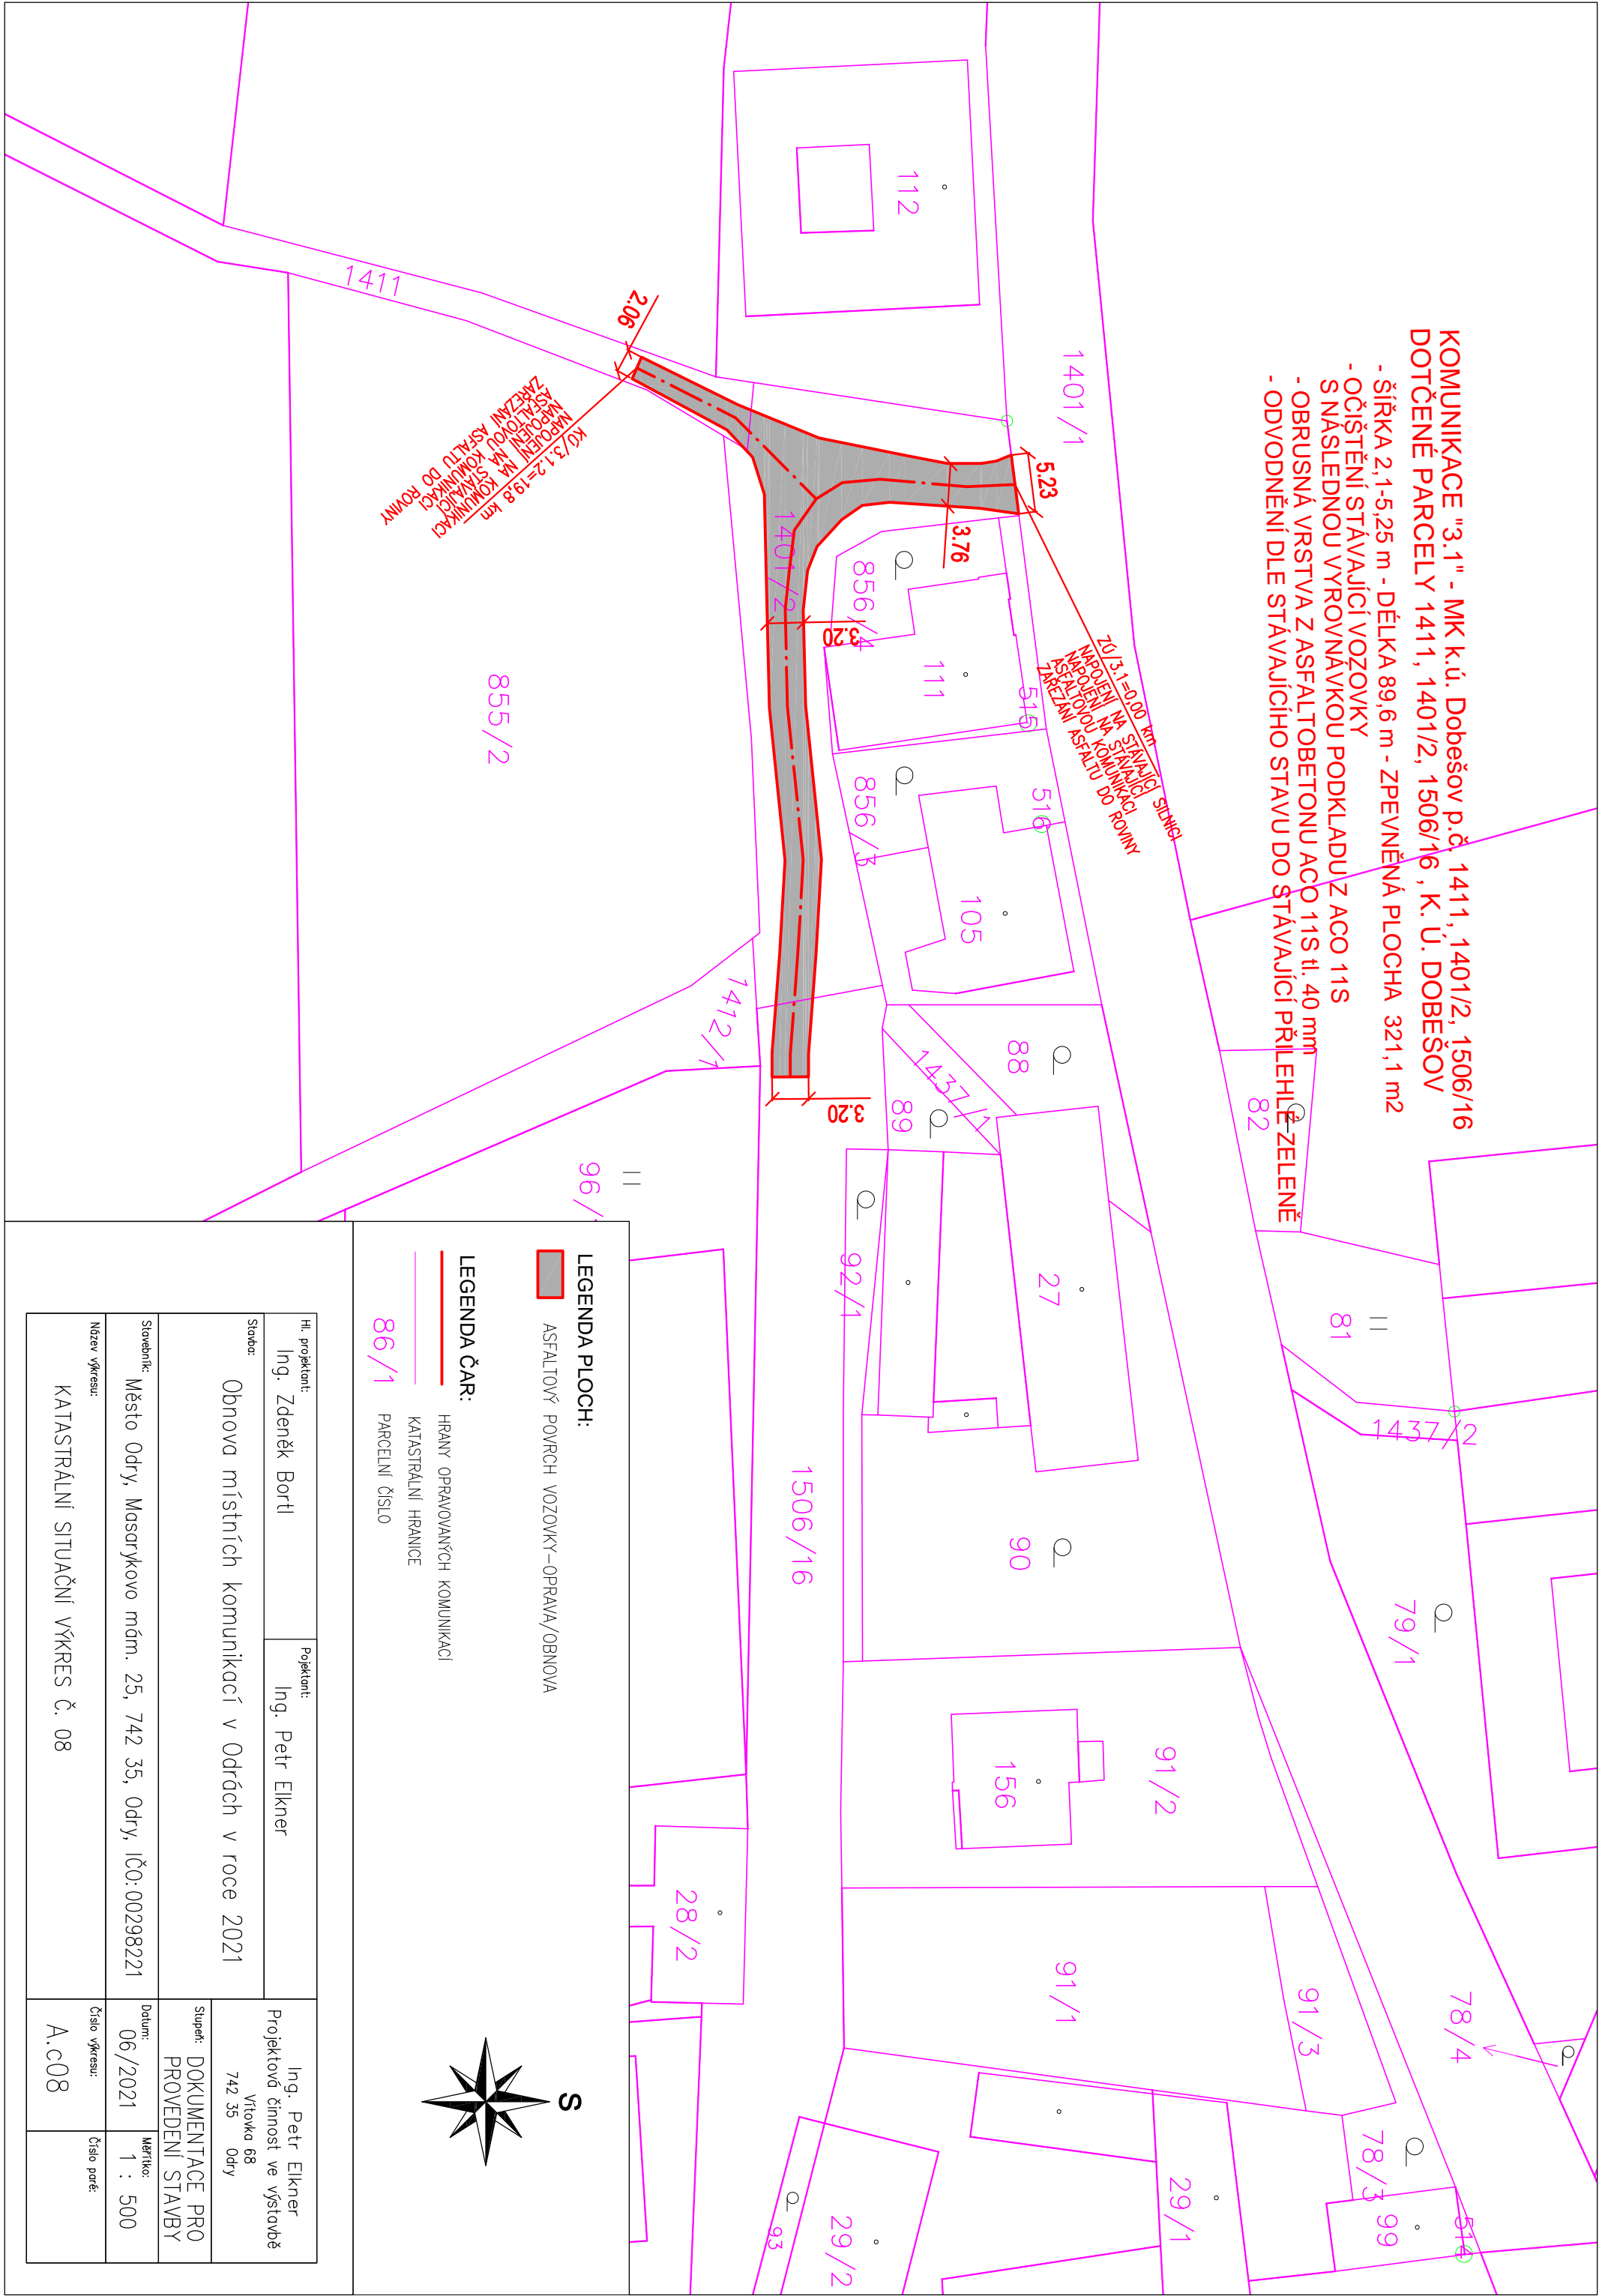 KOMUNIKACE "3.1" - MK k.ú. Dobešov p.č. 1411, 1401/2, 1506/16
DOTČENÉ PARCELY 1411, 1401/2, 1506/16 , K. Ú. DOBEŠOV
- ŠÍŘKA 2,1-5,25 m - DÉLKA 89,6 m - ZPEVNĚNÁ PLOCHA 321,1 m2
- OČIŠTĚNÍ STÁVAJÍCÍ VOZOVKY
S NÁSLEDNOU VYROVNÁVKOU PODKLADU Z ACO 11S
- OBRUSNÁ VRSTVA Z ASFALTOBETONU ACO 11S tl. 40 mm
- ODVODNĚNÍ DLE STÁVAJÍCÍHO STAVU DO STÁVAJÍCÍ PŘILEHLÉ ZELENĚ
82
81
1437/2
79/1
78/4
78/3
99
514
1401/1
112
1411
2.06
5.23
3.76
3.20
3.20
ZÚ/3.1=0,00 km
NAPOJENÍ NA STÁVAJÍCÍ SILNICI
NAPOJENÍ NA STÁVAJÍCÍ
ASFALTOVOU KOMUNIKACI
ZAŘEZÁNÍ ASFALTU DO ROVINY
KÚ/3.1.2=19.8 km
NAPOJENÍ NA KOMUNIKACI
NAPOJENÍ NA STÁVAJÍCÍ
ASFALTOVOU KOMUNIKACI
ZAŘEZÁNÍ ASFALTU DO ROVINY
1401/2
856/4
111
515
516
856/3
105
855/2
1412/1
88
1437/1
89
27
92/1
90
96/
1506/16
156
91/2
91/1
91/3
28/2
29/1
29/2
93
LEGENDA PLOCH:
ASFALTOVÝ POVRCH VOZOVKY-OPRAVA/OBNOVA
LEGENDA ČAR:
HRANY OPRAVOVANÝCH KOMUNIKACÍ
KATASTRÁLNÍ HRANICE
86/1
PARCELNÍ ČÍSLO
S
Hl. projektant:
Ing. Zdeněk Bortl
Pojektant:
Ing. Petr Elkner
Ing. Petr Elkner
Projektová činnost ve výstavbě
Vítovka 68
742 35 Odry
Stavba:
Obnova místních komunikací v Odrách v roce 2021
Stupeň:
DOKUMENTACE PRO
PROVEDENÍ STAVBY
Stavebník:
Město Odry, Masarykovo mám. 25, 742 35, Odry, IČO:00298221
Datum:
06/2021
Měřítko:
1 : 500
Název výkresu:
KATASTRÁLNÍ SITUAČNÍ VÝKRES Č. 08
Číslo výkresu:
A.c08
Číslo paré: